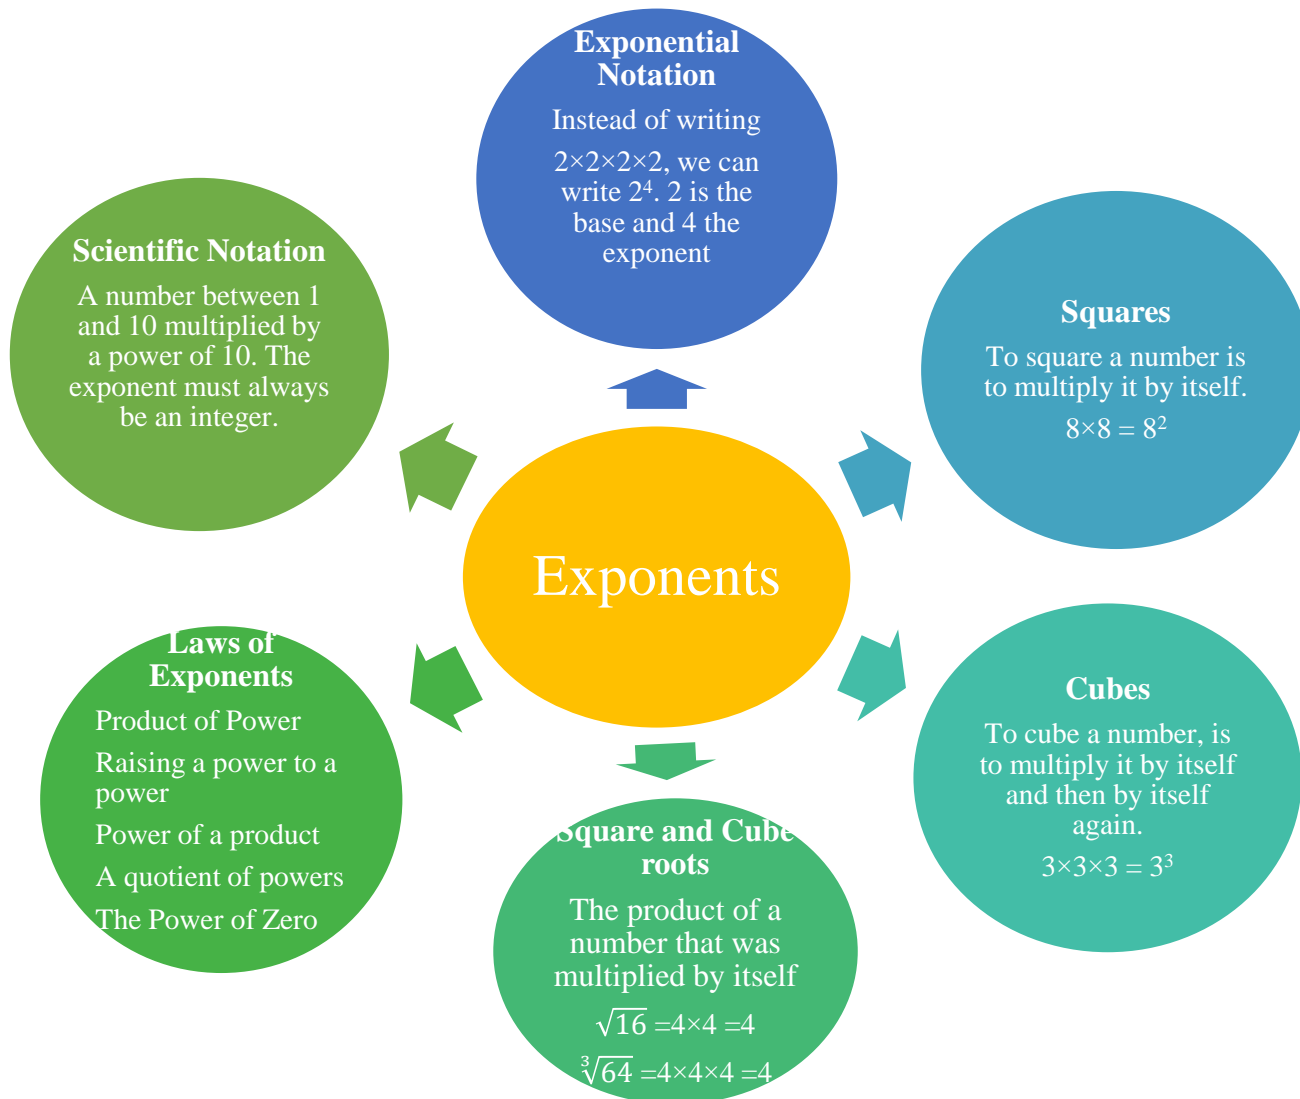 Exponential
Notation
Instead of writing
2×2×2×2, we can
write 2⁴. 2 is the
base and 4 the
exponent
Squares
To square a number is
to multiply it by itself.
8×8 = 8²
Cubes
To cube a number, is
to multiply it by itself
and then by itself
again.
3×3×3 = 3³
Square and Cube
roots
The product of a
number that was
multiplied by itself
√16 =4×4 =4
∛64 =4×4×4 =4
Laws of
Exponents
Product of Power
Raising a power to a
power
Power of a product
A quotient of powers
The Power of Zero
Scientific Notation
A number between 1
and 10 multiplied by
a power of 10. The
exponent must always
be an integer.
Exponents